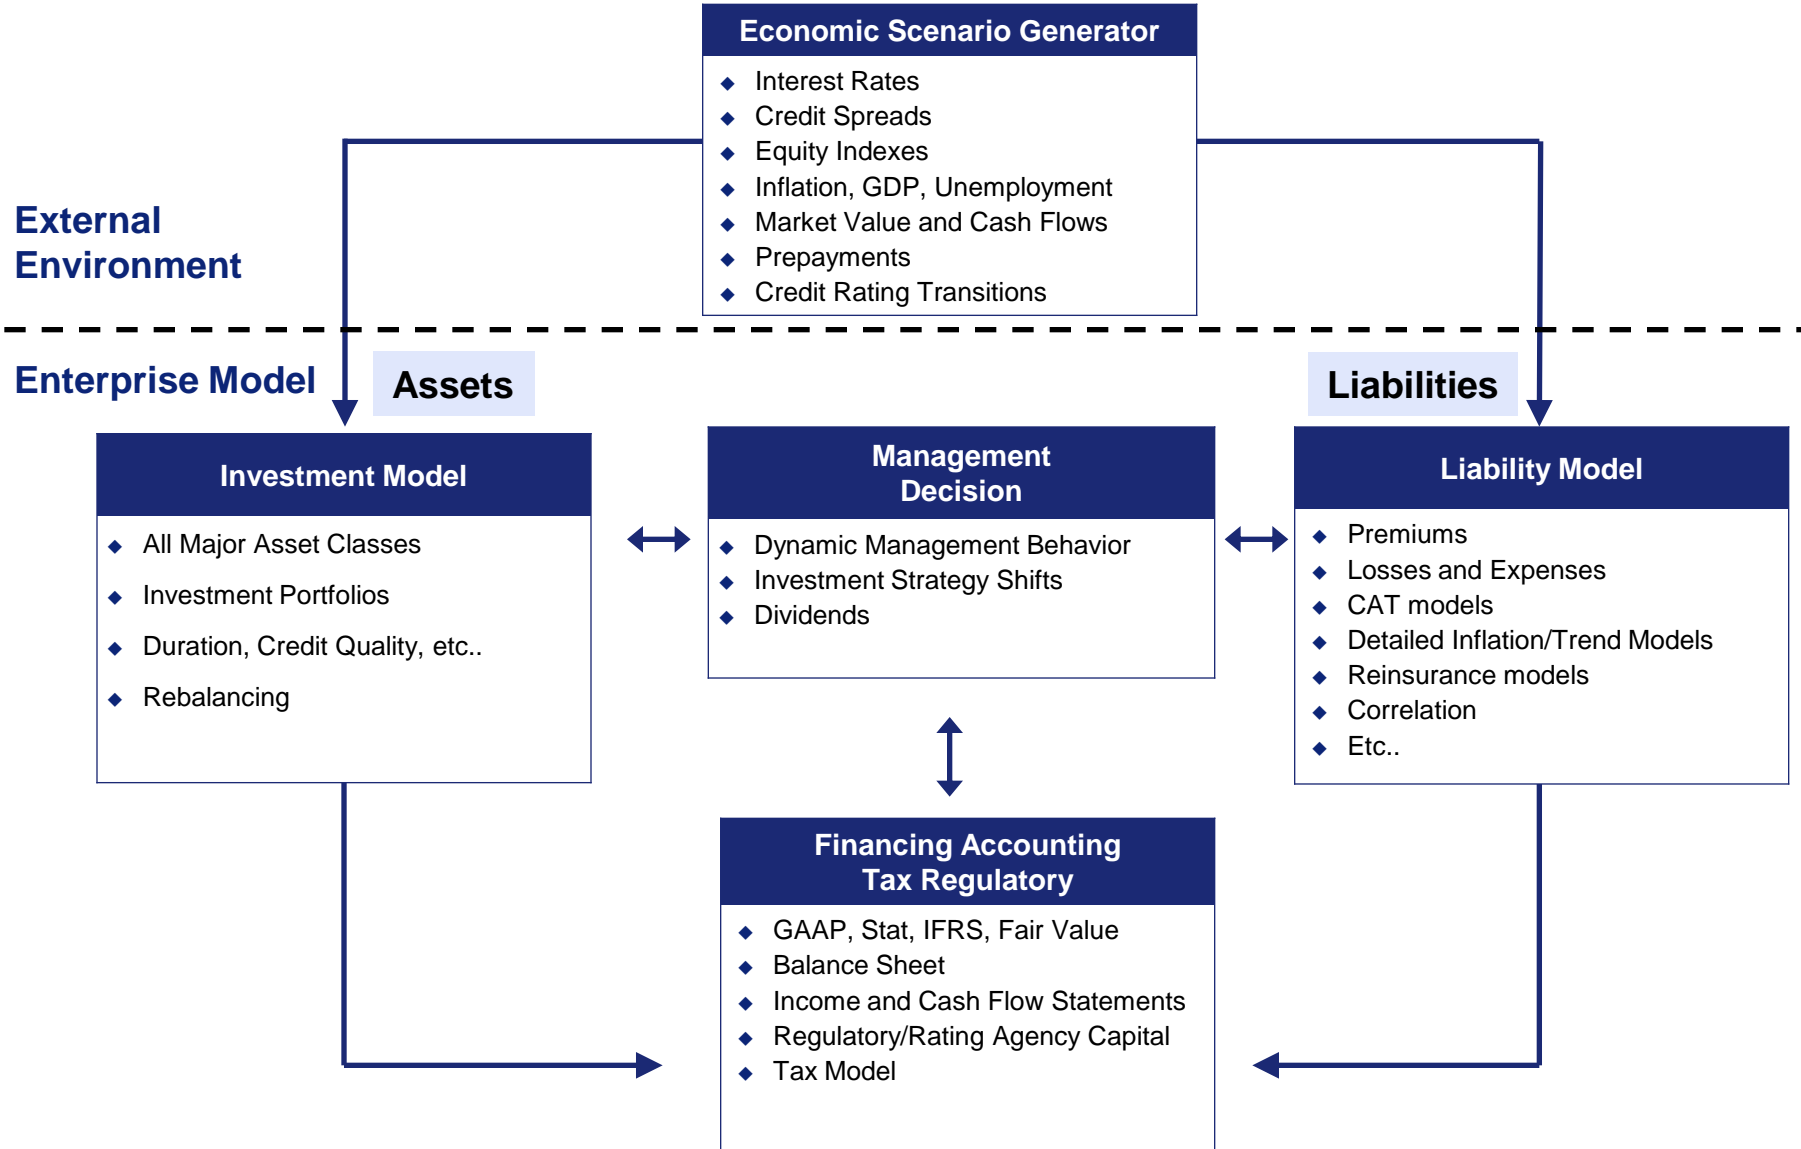 Economic Scenario Generator
Interest Rates
Credit Spreads
Equity Indexes
Inflation, GDP, Unemployment
Market Value and Cash Flows
Prepayments
Credit Rating Transitions
External
Environment
Enterprise Model
Assets
Liabilities
Investment Model
All Major Asset Classes
Investment Portfolios
Duration, Credit Quality, etc..
Rebalancing
Management
Decision
Dynamic Management Behavior
Investment Strategy Shifts
Dividends
Liability Model
Premiums
Losses and Expenses
CAT models
Detailed Inflation/Trend Models
Reinsurance models
Correlation
Etc..
Financing Accounting
Tax Regulatory
GAAP, Stat, IFRS, Fair Value
Balance Sheet
Income and Cash Flow Statements
Regulatory/Rating Agency Capital
Tax Model